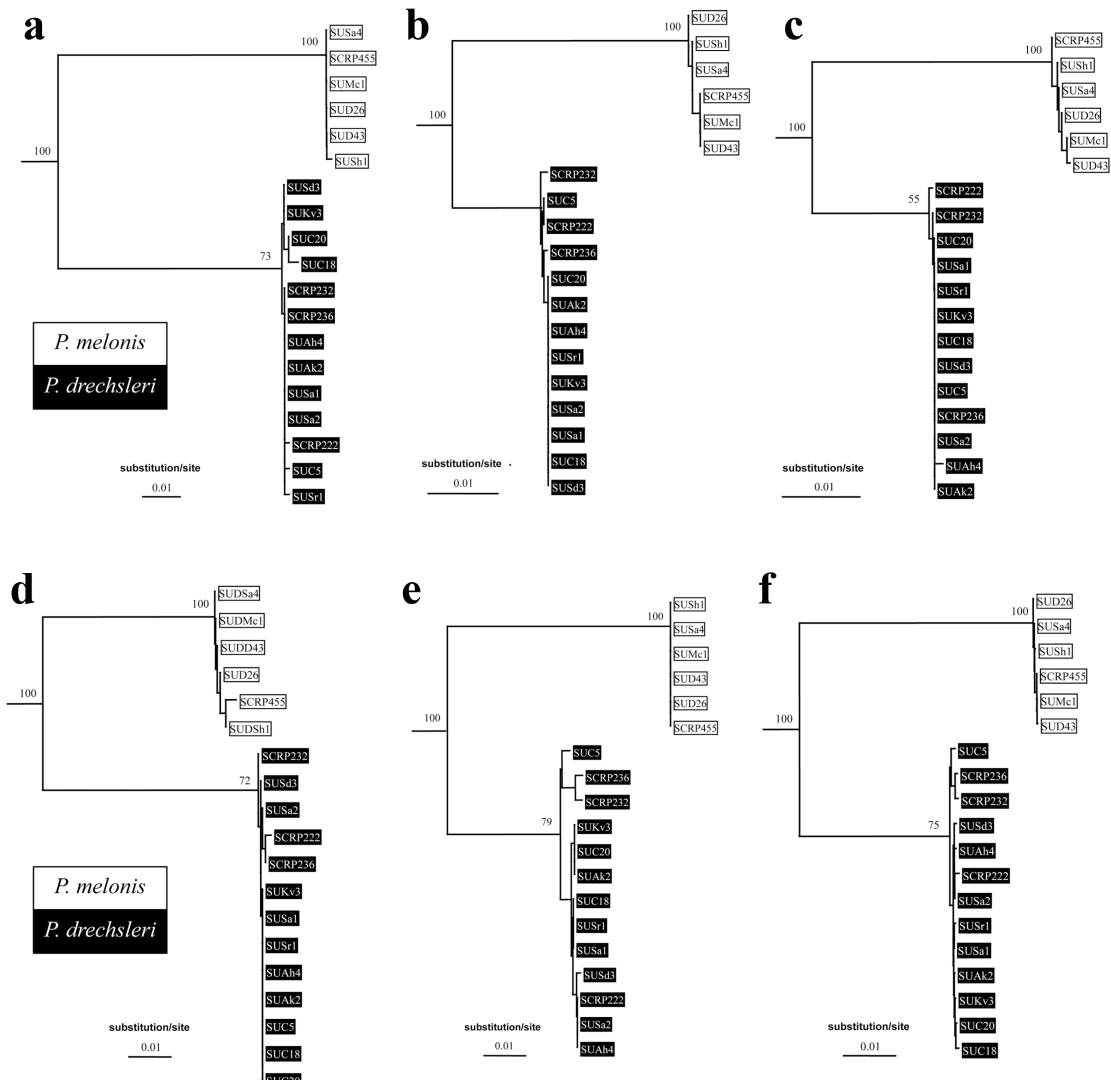 a
100
100
SUSa4
SCRP455
SUMc1
SUD26
SUD43
SUSh1
73
SUSd3
SUKv3
SUC20
SUC18
SCRP232
SCRP236
SUAh4
SUAk2
SUSa1
SUSa2
SCRP222
SUC5
SUSr1
P. melonis
P. drechsleri
substitution/site
0.01
b
100
100
SUD26
SUSh1
SUSa4
SCRP455
SUMc1
SUD43
SCRP232
SUC5
SCRP222
SCRP236
SUC20
SUAk2
SUAh4
SUSr1
SUKv3
SUSa2
SUSa1
SUC18
SUSd3
substitution/site
0.01
c
100
100
SCRP455
SUSh1
SUSa4
SUD26
SUMc1
SUD43
55
SCRP222
SCRP232
SUC20
SUSa1
SUSr1
SUKv3
SUC18
SUSd3
SUC5
SCRP236
SUSa2
SUAh4
SUAk2
substitution/site
0.01
d
100
100
SUDSa4
SUDMc1
SUDD43
SUD26
SCRP455
SUDSh1
72
SCRP232
SUSd3
SUSa2
SCRP222
SCRP236
SUKv3
SUSa1
SUSr1
SUAh4
SUAk2
SUC5
SUC18
P. melonis
P. drechsleri
substitution/site
0.01
e
100
100
SUSh1
SUSa4
SUMc1
SUD43
SUD26
SCRP455
79
SUC5
SCRP236
SCRP232
SUKv3
SUC20
SUAk2
SUC18
SUSr1
SUSa1
SUSd3
SCRP222
SUSa2
SUAh4
substitution/site
0.01
f
100
100
SUD26
SUSa4
SUSh1
SCRP455
SUMc1
SUD43
75
SUC5
SCRP236
SCRP232
SUSd3
SUAh4
SCRP222
SUSa2
SUSr1
SUSa1
SUAk2
SUKv3
SUC20
SUC18
substitution/site
0.01